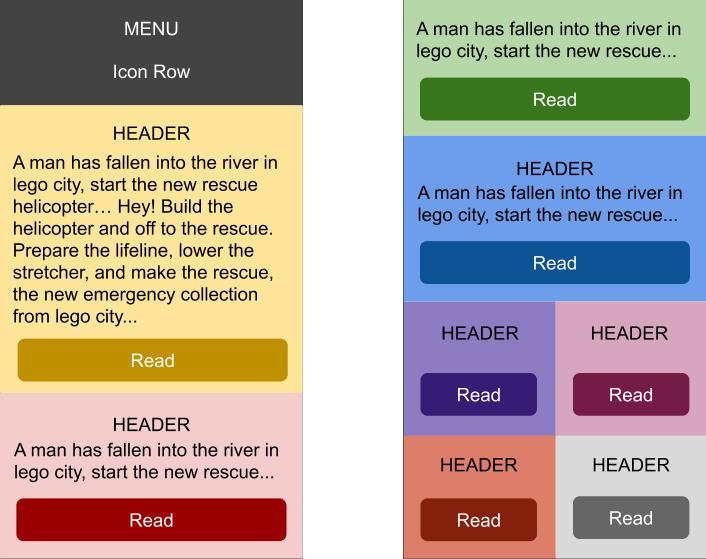 MENU
Icon Row
HEADER
A man has fallen into the river in
lego city, start the new rescue
helicopter… Hey! Build the
helicopter and off to the rescue.
Prepare the lifeline, lower the
stretcher, and make the rescue,
the new emergency collection
from lego city...
Read
HEADER
A man has fallen into the river in
lego city, start the new rescue...
Read
A man has fallen into the river in
lego city, start the new rescue...
Read
HEADER
A man has fallen into the river in
lego city, start the new rescue...
Read
HEADER
Read
HEADER
Read
HEADER
Read
HEADER
Read